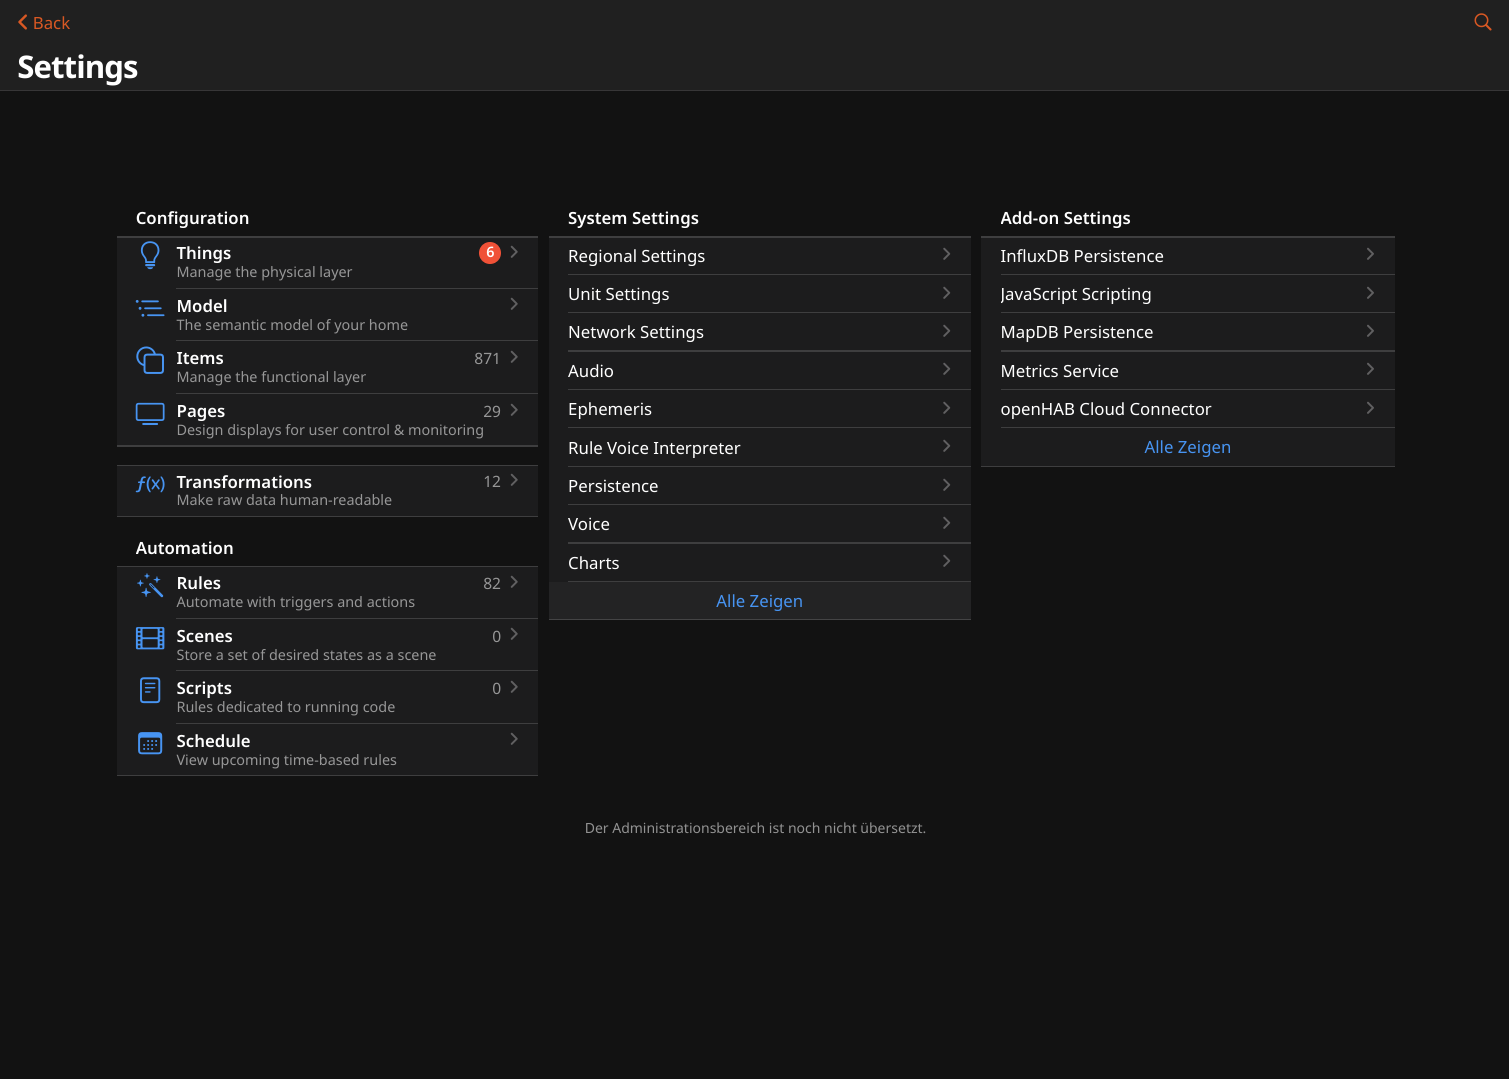 Back
Settings
Configuration
Things 6
Manage the physical layer
Model
The semantic model of your home
Items 871
Manage the functional layer
Pages 29
Design displays for user control & monitoring
f(x) Transformations 12
Make raw data human-readable
Automation
Rules 82
Automate with triggers and actions
Scenes 0
Store a set of desired states as a scene
Scripts 0
Rules dedicated to running code
Schedule
View upcoming time-based rules
System Settings
Regional Settings
Unit Settings
Network Settings
Audio
Ephemeris
Rule Voice Interpreter
Persistence
Voice
Charts
Alle Zeigen
Add-on Settings
InfluxDB Persistence
JavaScript Scripting
MapDB Persistence
Metrics Service
openHAB Cloud Connector
Alle Zeigen
Der Administrationsbereich ist noch nicht übersetzt.